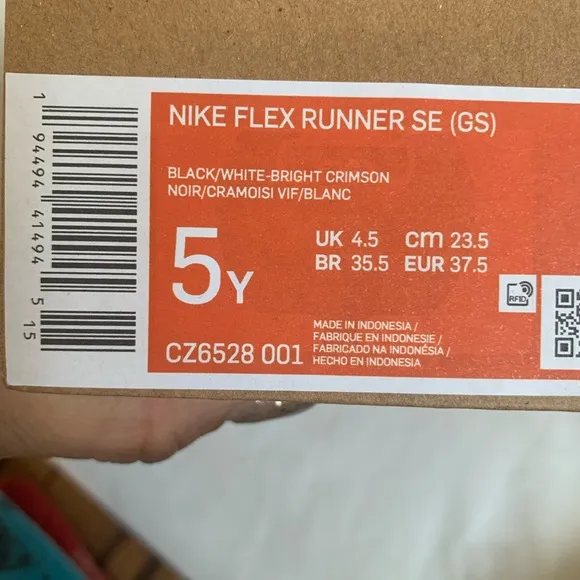 NIKE FLEX RUNNER SE (GS)
BLACK/WHITE-BRIGHT CRIMSON
NOIR/CRAMOISI VIF/BLANC
5Y
UK 4.5 cm 23.5
BR 35.5 EUR 37.5
RFID
CZ6528 001
MADE IN INDONESIA /
FABRIQUE EN INDONESIE /
FABRICADO NA INDONÉSIA /
HECHO EN INDONESIA
1 94494 41494 5 15